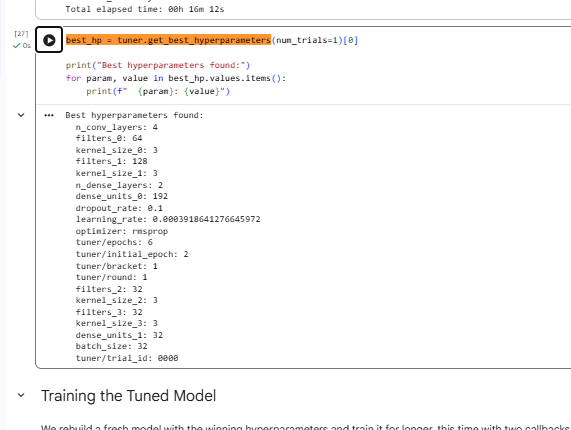 Total elapsed time: 00h 16m 12s
[27]
0s
best_hp = tuner.get_best_hyperparameters(num_trials=1)[0]
print("Best hyperparameters found:")
for param, value in best_hp.values.items():
    print(f"  {param}: {value}")
Best hyperparameters found:
  n_conv_layers: 4
  filters_0: 64
  kernel_size_0: 3
  filters_1: 128
  kernel_size_1: 3
  n_dense_layers: 2
  dense_units_0: 192
  dropout_rate: 0.1
  learning_rate: 0.0003918641276645972
  optimizer: rmsprop
  tuner/epochs: 6
  tuner/initial_epoch: 2
  tuner/bracket: 1
  tuner/round: 1
  filters_2: 32
  kernel_size_2: 3
  filters_3: 32
  kernel_size_3: 3
  dense_units_1: 32
  batch_size: 32
  tuner/trial_id: 0000
Training the Tuned Model
We rebuild a fresh model with the winning hyperparameters and train it for longer, this time with two callbacks